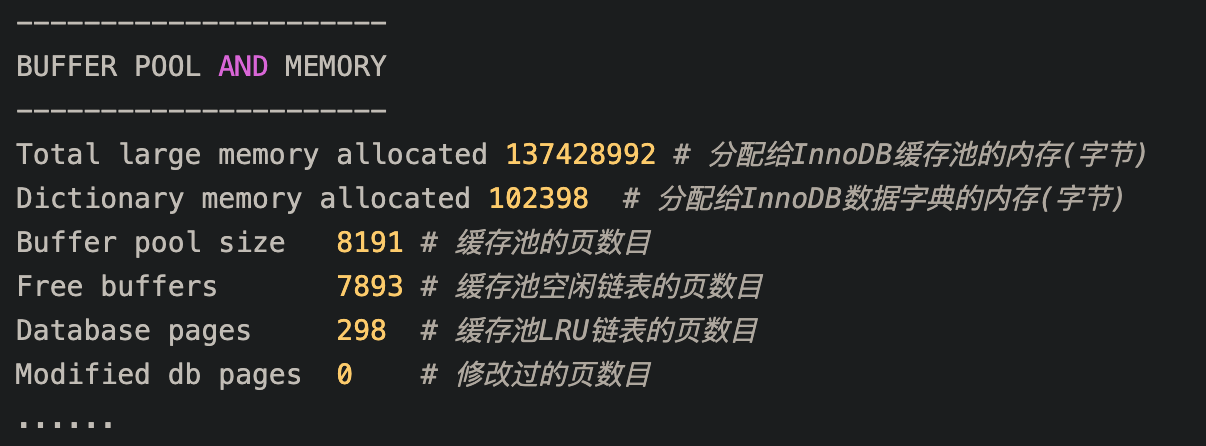 ----------------------
BUFFER POOL AND MEMORY
----------------------
Total large memory allocated 137428992 # 分配给InnoDB缓存池的内存(字节)
Dictionary memory allocated 102398  # 分配给InnoDB数据字典的内存(字节)
Buffer pool size   8191 # 缓存池的页数目
Free buffers       7893 # 缓存池空闲链表的页数目
Database pages     298  # 缓存池LRU链表的页数目
Modified db pages  0    # 修改过的页数目
......